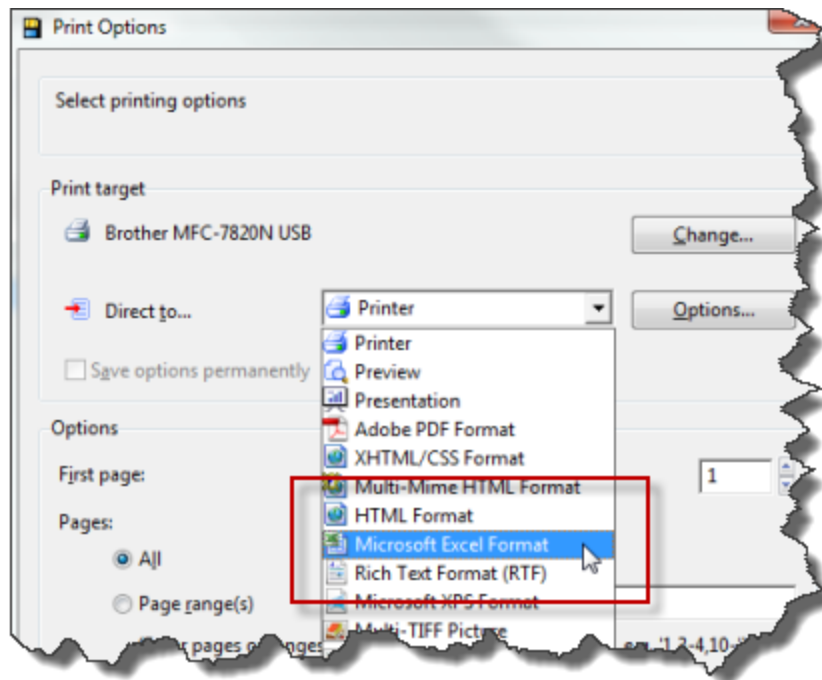 Print Options
Select printing options
Print target
Brother MFC-7820N USB
Change...
Direct to...
Printer
Options...
Printer
Save options permanently
Preview
Presentation
Options
Adobe PDF Format
XHTML/CSS Format
First page:
1
Multi-Mime HTML Format
HTML Format
Pages:
Microsoft Excel Format
All
Rich Text Format (RTF)
Page range(s)
Microsoft XPS Format
Multi-TIFF Picture
pages